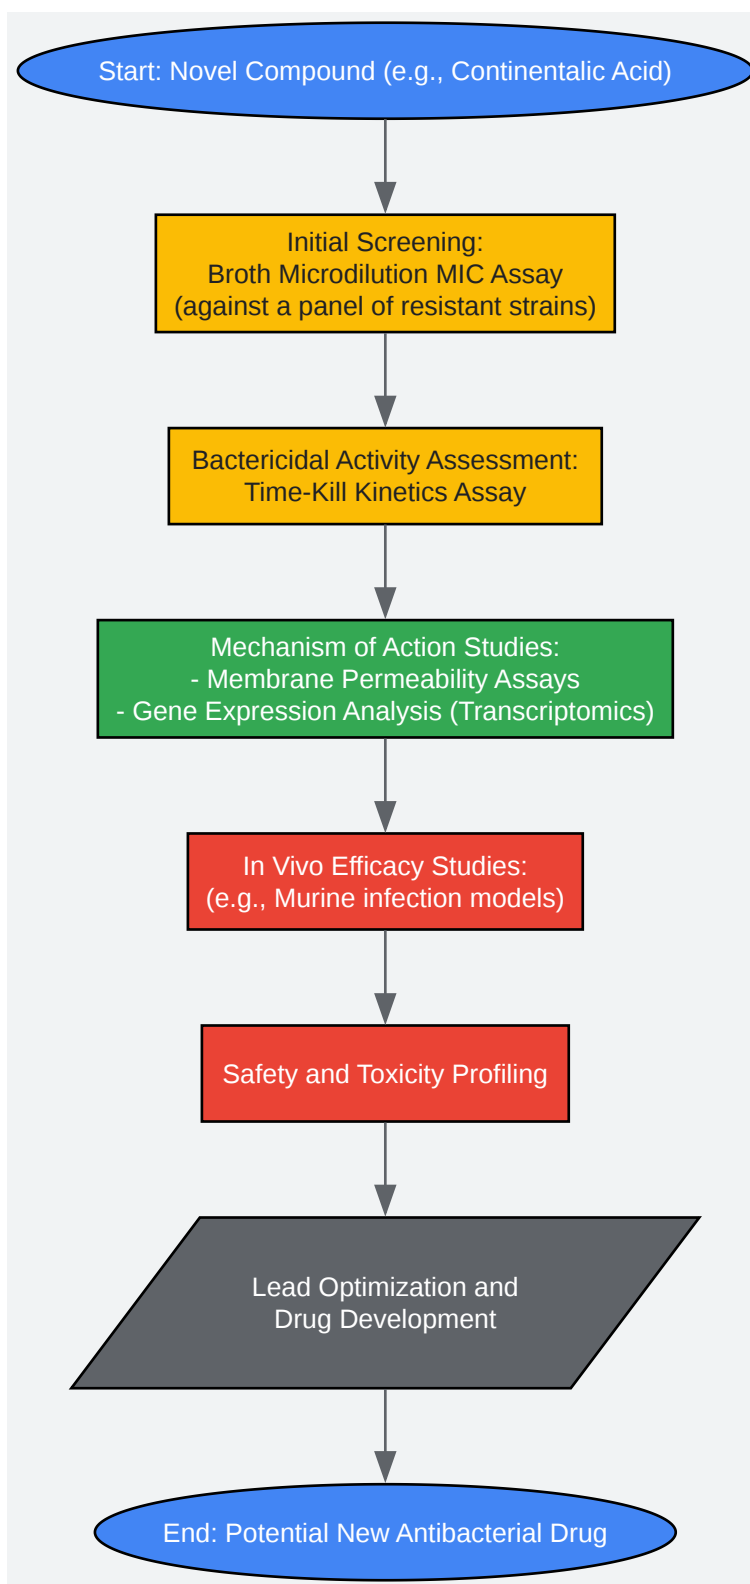 Start: Novel Compound (e.g., Continentalic Acid)
Initial Screening:
Broth Microdilution MIC Assay
(against a panel of resistant strains)
Bactericidal Activity Assessment:
Time-Kill Kinetics Assay
Mechanism of Action Studies:
- Membrane Permeability Assays
- Gene Expression Analysis (Transcriptomics)
In Vivo Efficacy Studies:
(e.g., Murine infection models)
Safety and Toxicity Profiling
Lead Optimization and
Drug Development
End: Potential New Antibacterial Drug